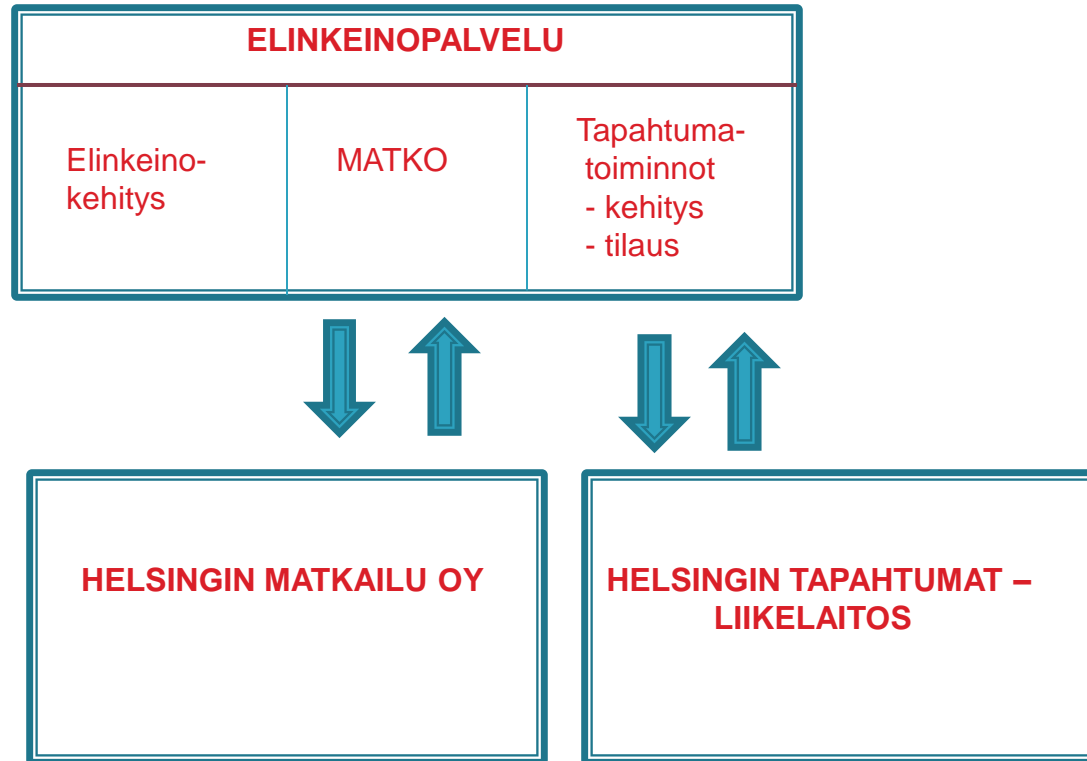 ELINKEINOPALVELU
Elinkeino-
kehitys
MATKO
Tapahtuma-
toiminnot
- kehitys
- tilaus
HELSINGIN MATKAILU OY
HELSINGIN TAPAHTUMAT –
LIIKELAITOS